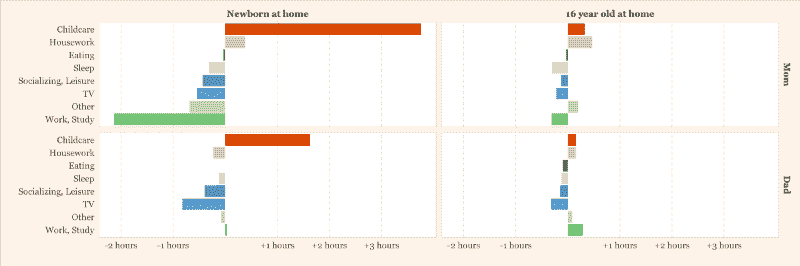 Newborn at home
16 year old at home
Childcare
Housework
Eating
Sleep
Socializing, Leisure
TV
Other
Work, Study
Mom
Childcare
Housework
Eating
Sleep
Socializing, Leisure
TV
Other
Work, Study
Dad
-2 hours -1 hours +1 hours +2 hours +3 hours
-2 hours -1 hours +1 hours +2 hours +3 hours